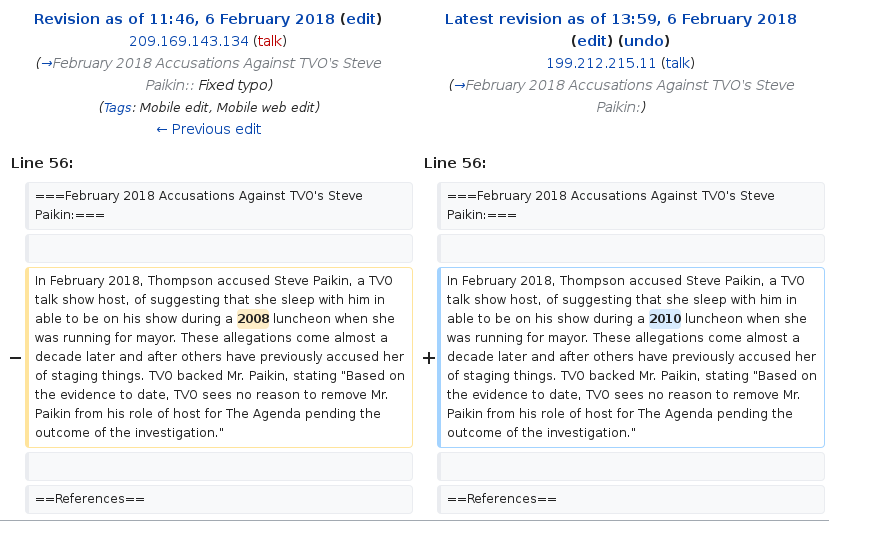 Revision as of 11:46, 6 February 2018 (edit)
209.169.143.134 (talk)
(→February 2018 Accusations Against TVO's Steve
Paikin:: Fixed typo)
(Tags: Mobile edit, Mobile web edit)
← Previous edit
Latest revision as of 13:59, 6 February 2018
(edit) (undo)
199.212.215.11 (talk)
(→February 2018 Accusations Against TVO's Steve
Paikin:)
Line 56:
Line 56:
===February 2018 Accusations Against TVO's Steve
Paikin:===
===February 2018 Accusations Against TVO's Steve
Paikin:===
−
In February 2018, Thompson accused Steve Paikin, a TVO
talk show host, of suggesting that she sleep with him in
able to be on his show during a 2008 luncheon when she
was running for mayor. These allegations come almost a
decade later and after others have previously accused her
of staging things. TVO backed Mr. Paikin, stating "Based on
the evidence to date, TVO sees no reason to remove Mr.
Paikin from his role of host for The Agenda pending the
outcome of the investigation."
+
In February 2018, Thompson accused Steve Paikin, a TVO
talk show host, of suggesting that she sleep with him in
able to be on his show during a 2010 luncheon when she
was running for mayor. These allegations come almost a
decade later and after others have previously accused her
of staging things. TVO backed Mr. Paikin, stating "Based on
the evidence to date, TVO sees no reason to remove Mr.
Paikin from his role of host for The Agenda pending the
outcome of the investigation."
==References==
==References==